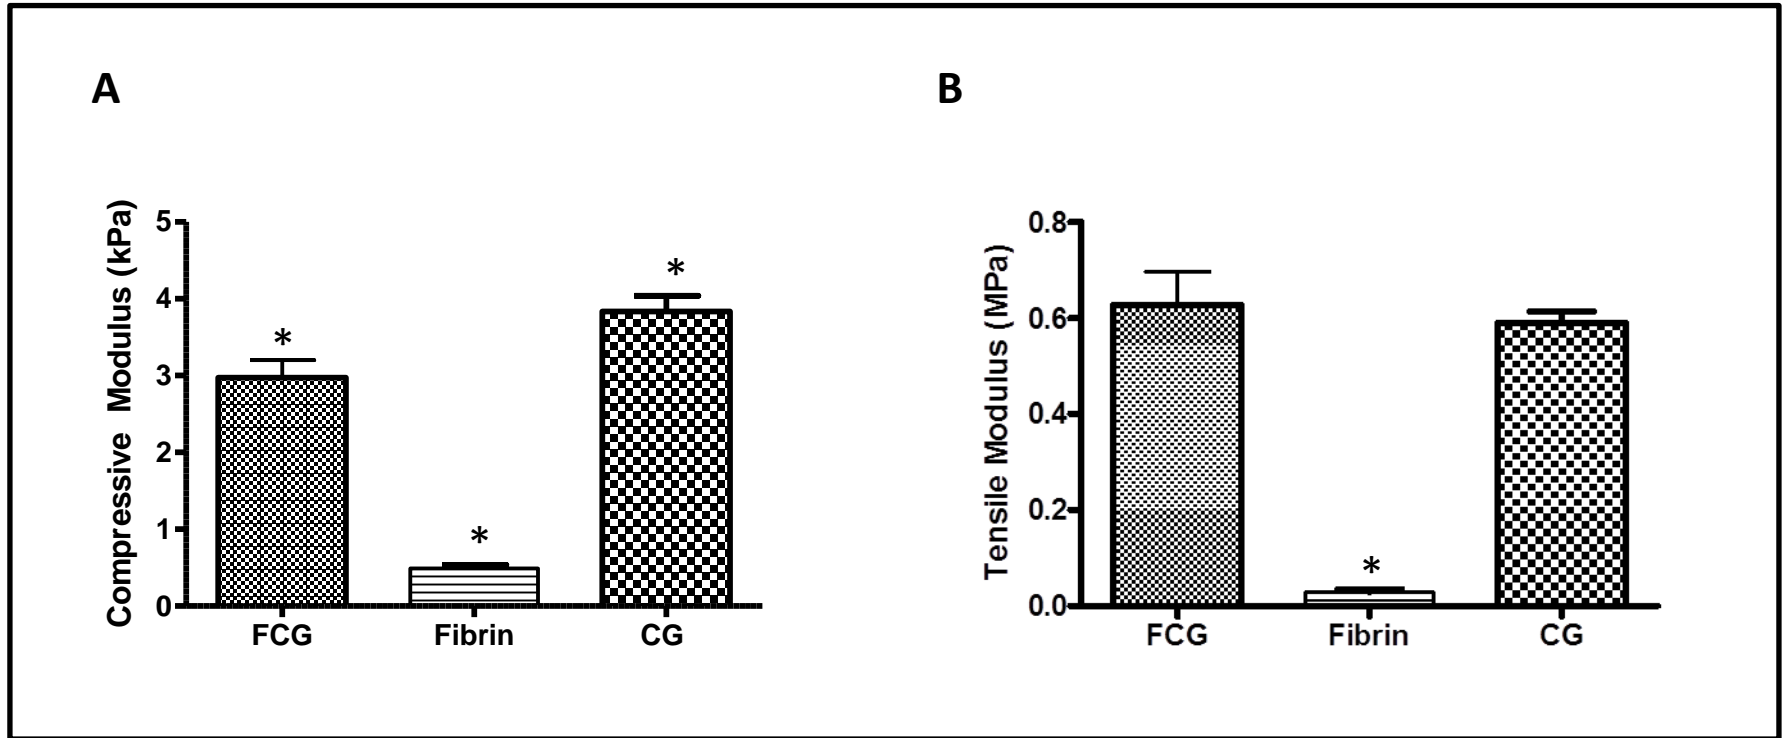 A
B
Compressive Modulus (kPa)
5
4
3
2
1
0
*
*
*
FCG Fibrin CG
Tensile Modulus (MPa)
0.8
0.6
0.4
0.2
0.0
*
FCG Fibrin CG